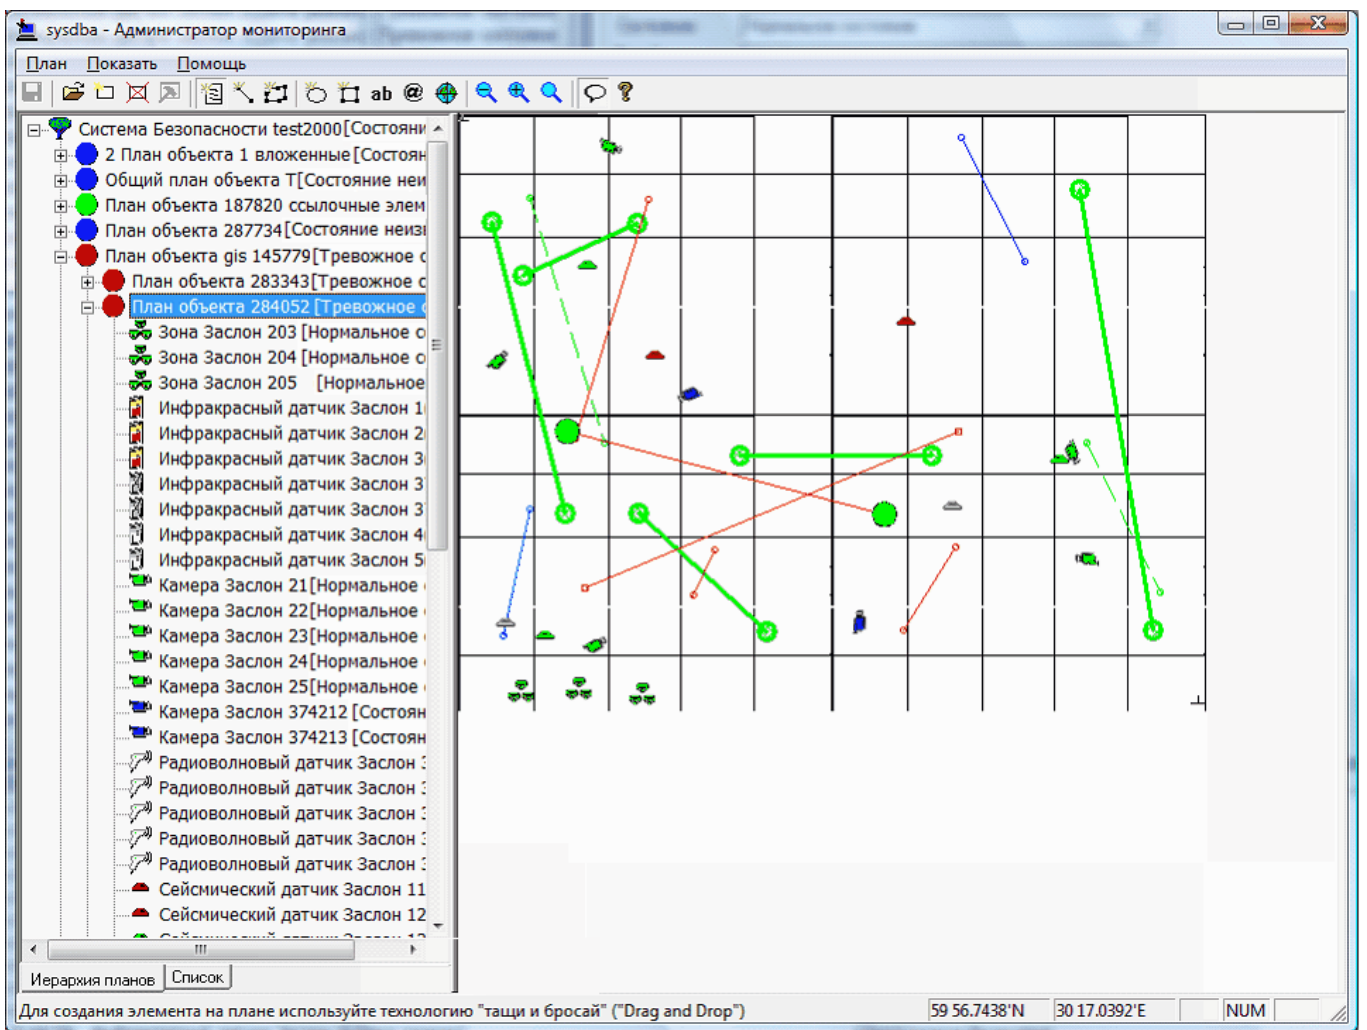 sysdba - Администратор мониторинга
План Показать Помощь
ab @ ?
Система Безопасности test2000[Состояни
2 План объекта 1 вложенные[Состоян
Общий план объекта Т[Состояние неи
План объекта 187820 ссылочные элем
План объекта 287734[Состояние неиз
План объекта gis 145779[Тревожное с
План объекта 283343[Тревожное с
План объекта 284052 [Тревожное с
Зона Заслон 203 [Нормальное с
Зона Заслон 204 [Нормальное с
Зона Заслон 205 [Нормальное
Инфракрасный датчик Заслон 1
Инфракрасный датчик Заслон 2
Инфракрасный датчик Заслон 3
Инфракрасный датчик Заслон 3
Инфракрасный датчик Заслон 3
Инфракрасный датчик Заслон 4
Инфракрасный датчик Заслон 5
Камера Заслон 21[Нормальное
Камера Заслон 22[Нормальное
Камера Заслон 23[Нормальное
Камера Заслон 24[Нормальное
Камера Заслон 25[Нормальное
Камера Заслон 374212 [Состоян
Камера Заслон 374213 [Состоян
Радиоволновый датчик Заслон
Радиоволновый датчик Заслон
Радиоволновый датчик Заслон
Радиоволновый датчик Заслон
Радиоволновый датчик Заслон
Сейсмический датчик Заслон 11
Сейсмический датчик Заслон 12
Иерархия планов Список
Для создания элемента на плане используйте технологию "тащи и бросай" ("Drag and Drop") 59 56.7438'N 30 17.0392'E NUM